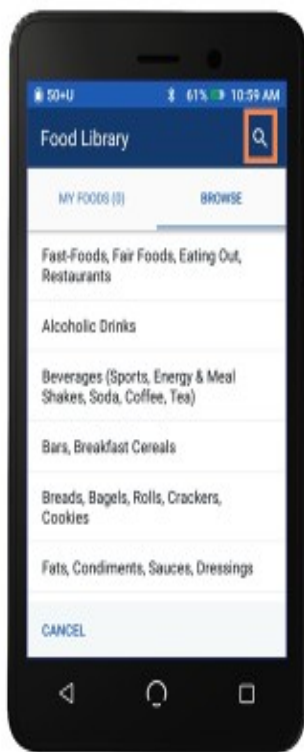 50+U 61% 10:59 AM
Food Library
MY FOODS (0) BROWSE
Fast-Foods, Fair Foods, Eating Out,
Restaurants
Alcoholic Drinks
Beverages (Sports, Energy & Meal
Shakes, Soda, Coffee, Tea)
Bars, Breakfast Cereals
Breads, Bagels, Rolls, Crackers,
Cookies
Fats, Condiments, Sauces, Dressings
CANCEL